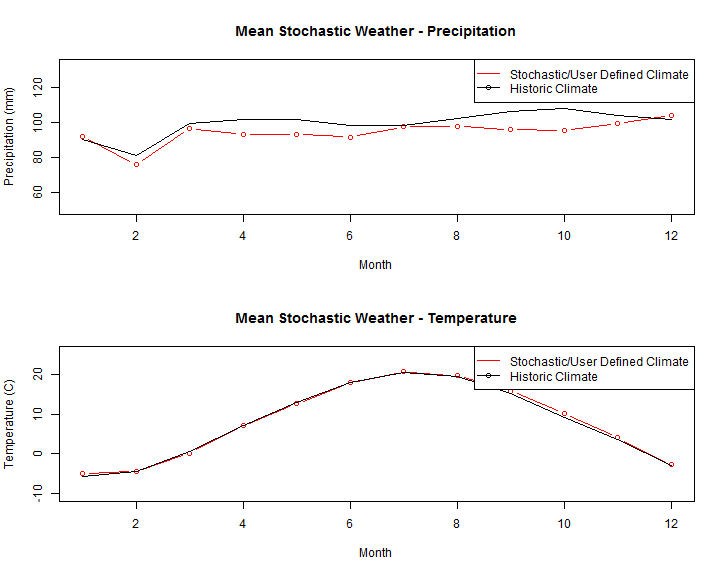 Mean Stochastic Weather - Precipitation
Stochastic/User Defined Climate
Historic Climate
Precipitation (mm)
120
100
80
60
2 4 6 8 10 12
Month
Mean Stochastic Weather - Temperature
Stochastic/User Defined Climate
Historic Climate
Temperature (C)
20
10
0
-10
2 4 6 8 10 12
Month